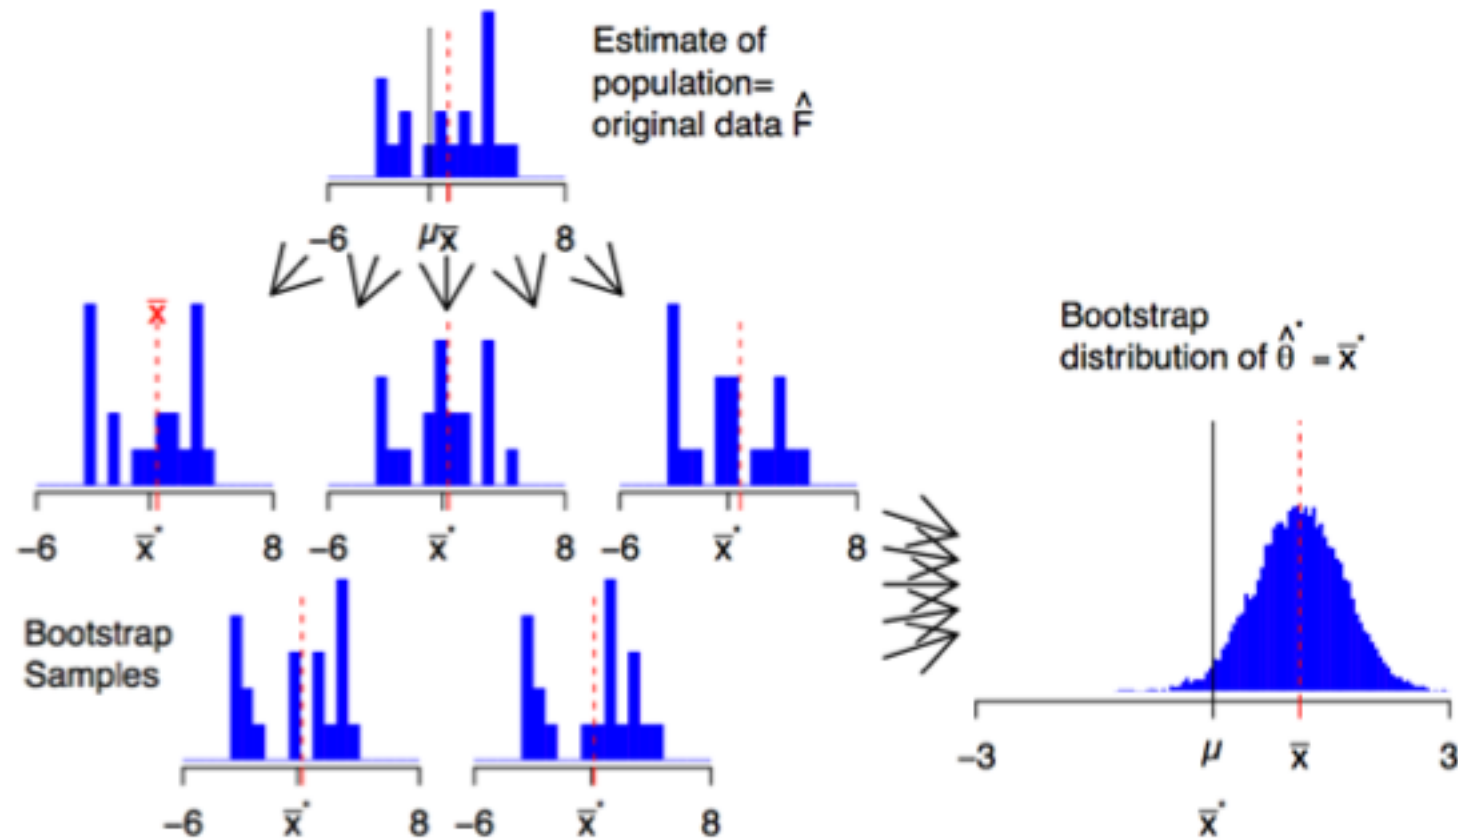 Estimate of
population=
original data F̂
−6 μ x̄ 8
x̄
Bootstrap
distribution of θ̂* = x̄*
−6 x̄* 8 −6 x̄* 8 −6 x̄* 8
Bootstrap
Samples
−6 x̄* 8 −6 x̄* 8
−3 μ x̄ 3
x̄*